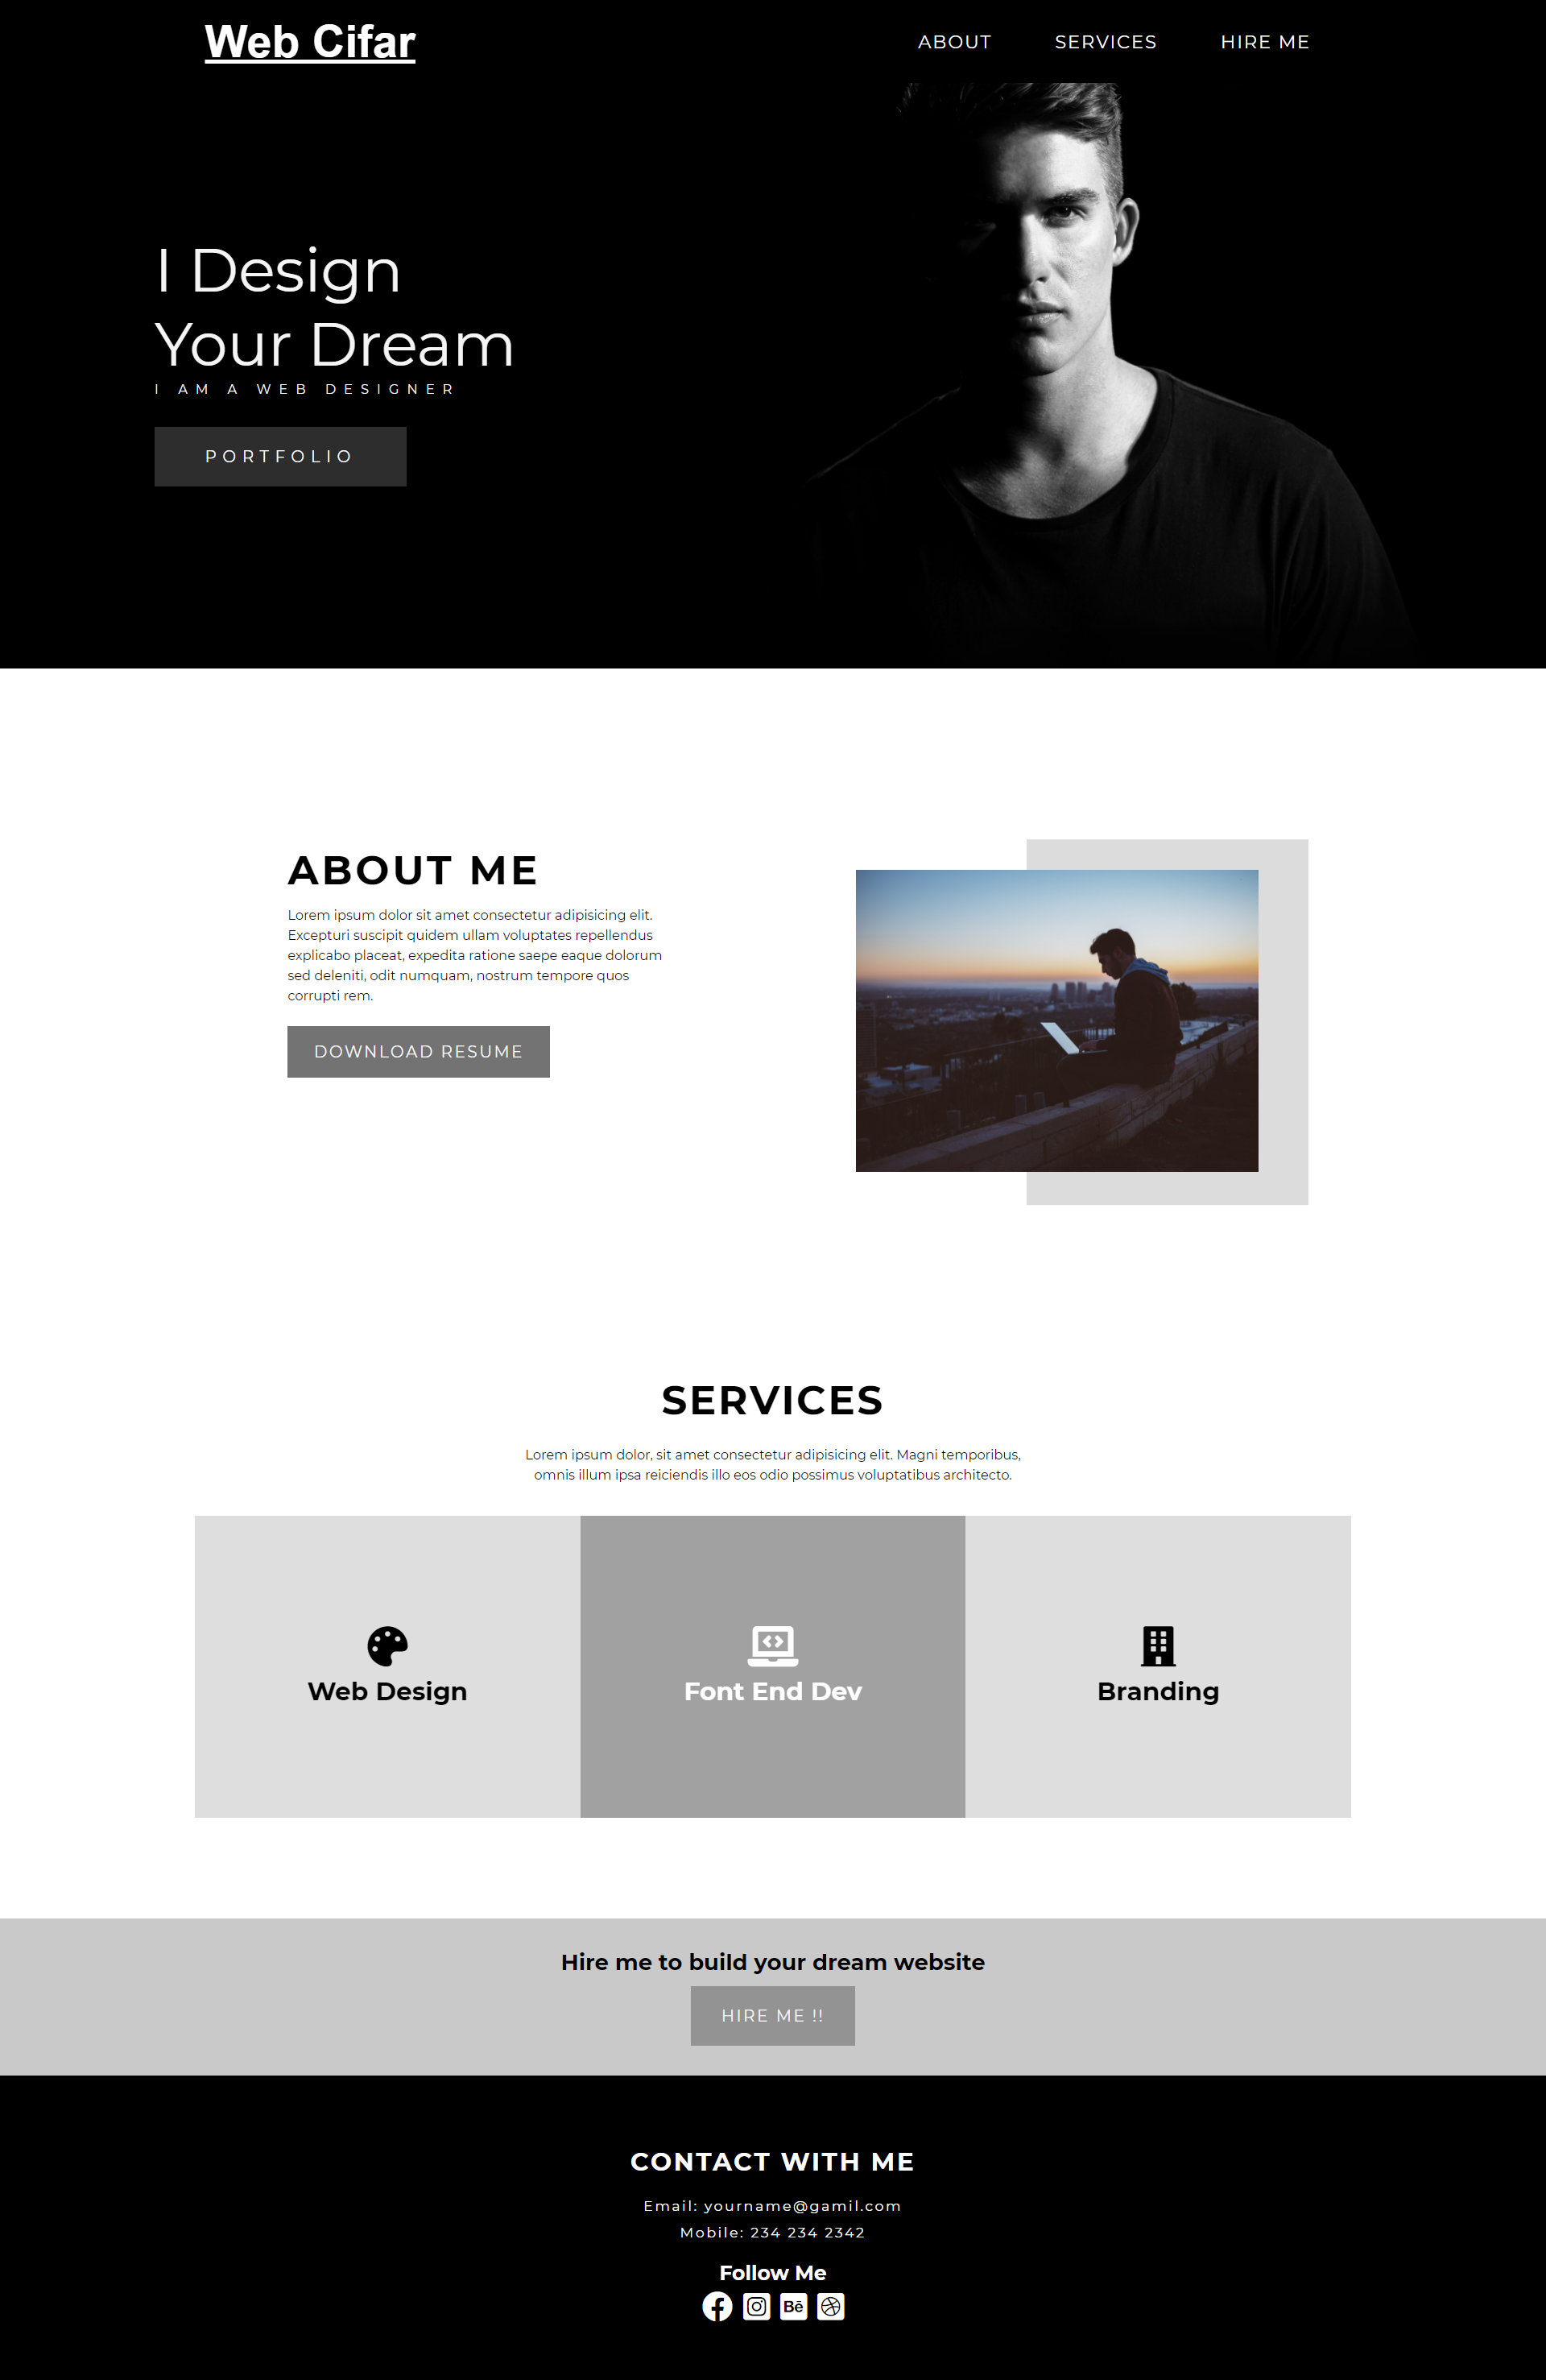 Web Cifar
ABOUT SERVICES HIRE ME
I Design
Your Dream
I AM A WEB DESIGNER
PORTFOLIO
ABOUT ME
Lorem ipsum dolor sit amet consectetur adipisicing elit.
Excepturi suscipit quidem ullam voluptates repellendus
explicabo placeat, expedita ratione saepe eaque dolorum
sed deleniti, odit numquam, nostrum tempore quos
corrupti rem.
DOWNLOAD RESUME
SERVICES
Lorem ipsum dolor, sit amet consectetur adipisicing elit. Magni temporibus,
omnis illum ipsa reiciendis illo eos odio possimus voluptatibus architecto.
Web Design
Font End Dev
Branding
Hire me to build your dream website
HIRE ME !!
CONTACT WITH ME
Email: yourname@gamil.com
Mobile: 234 234 2342
Follow Me
Bē